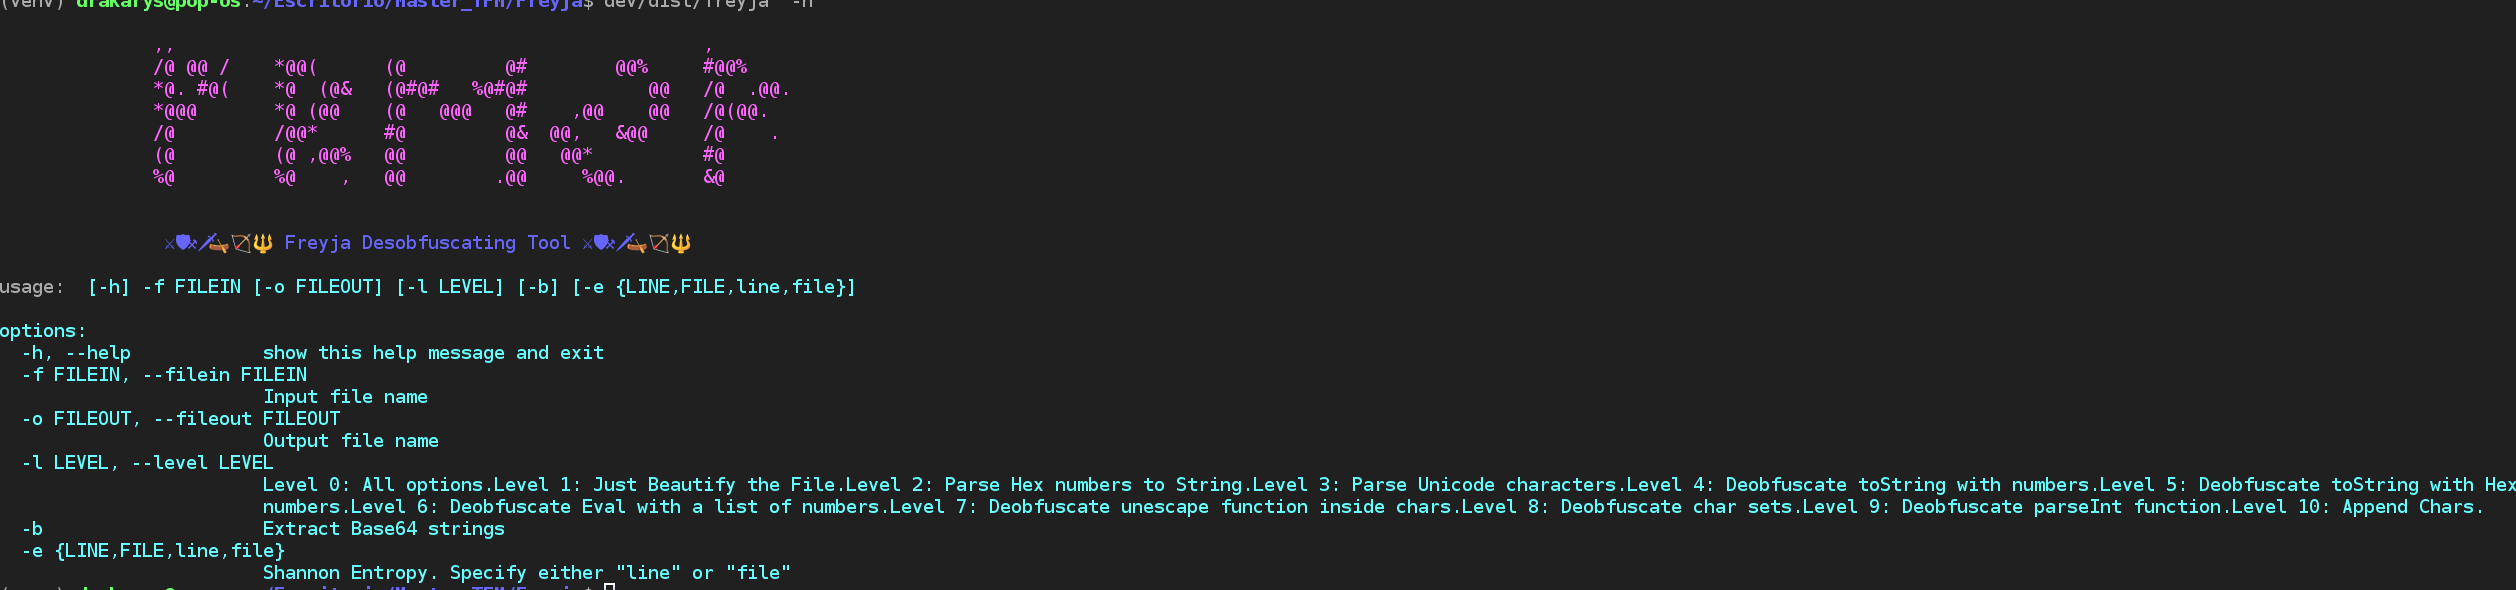 (venv) drakarys@pop-os:~/Escritorio/Master_TFM/Freyja$ dev/dist/freyja -h
⚔🛡🗡🛶🏹🔱 Freyja Desobfuscating Tool ⚔🛡🗡🛶🏹🔱
usage:  [-h] -f FILEIN [-o FILEOUT] [-l LEVEL] [-b] [-e {LINE,FILE,line,file}]
options:
-h, --help            show this help message and exit
-f FILEIN, --filein FILEIN
Input file name
-o FILEOUT, --fileout FILEOUT
Output file name
-l LEVEL, --level LEVEL
Level 0: All options.Level 1: Just Beautify the File.Level 2: Parse Hex numbers to String.Level 3: Parse Unicode characters.Level 4: Deobfuscate toString with numbers.Level 5: Deobfuscate toString with Hex
numbers.Level 6: Deobfuscate Eval with a list of numbers.Level 7: Deobfuscate unescape function inside chars.Level 8: Deobfuscate char sets.Level 9: Deobfuscate parseInt function.Level 10: Append Chars.
-b                    Extract Base64 strings
-e {LINE,FILE,line,file}
Shannon Entropy. Specify either "line" or "file"